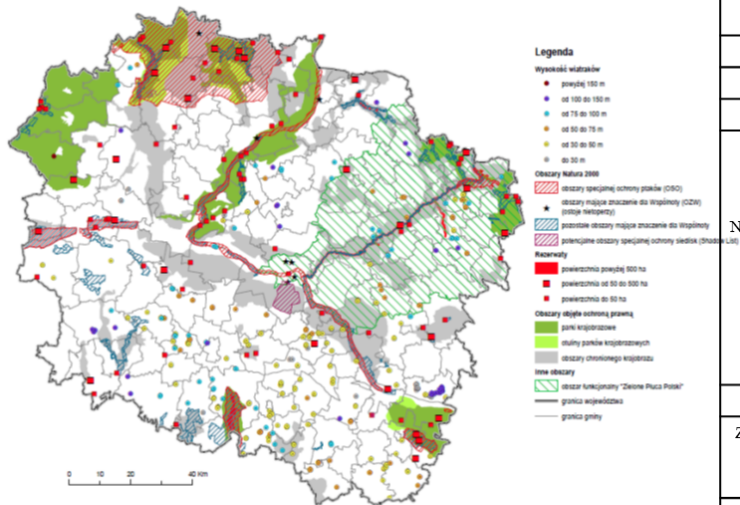 Legenda
Wysokość wiatraków
powyżej 150 m
od 100 do 150 m
od 75 do 100 m
od 50 do 75 m
od 30 do 50 m
do 30 m
Obszary Natura 2000
obszary specjalnej ochrony ptaków (OSO)
obszary mające znaczenie dla Wspólnoty (OZW)
(ostoje nietoperzy)
pozostałe obszary mające znaczenie dla Wspólnoty
potencjalne obszary specjalnej ochrony siedlisk (Shadow List)
Rezerwaty
powierzchnia powyżej 500 ha
powierzchnia od 50 do 500 ha
powierzchnia do 50 ha
Obszary objęte ochroną prawną
parki krajobrazowe
otuliny parków krajobrazowych
obszary chronionego krajobrazu
Inne obszary
obszar funkcjonalny "Zielone Płuca Polski"
granica województwa
granica gminy
0 10 20 40 Km
N
Z